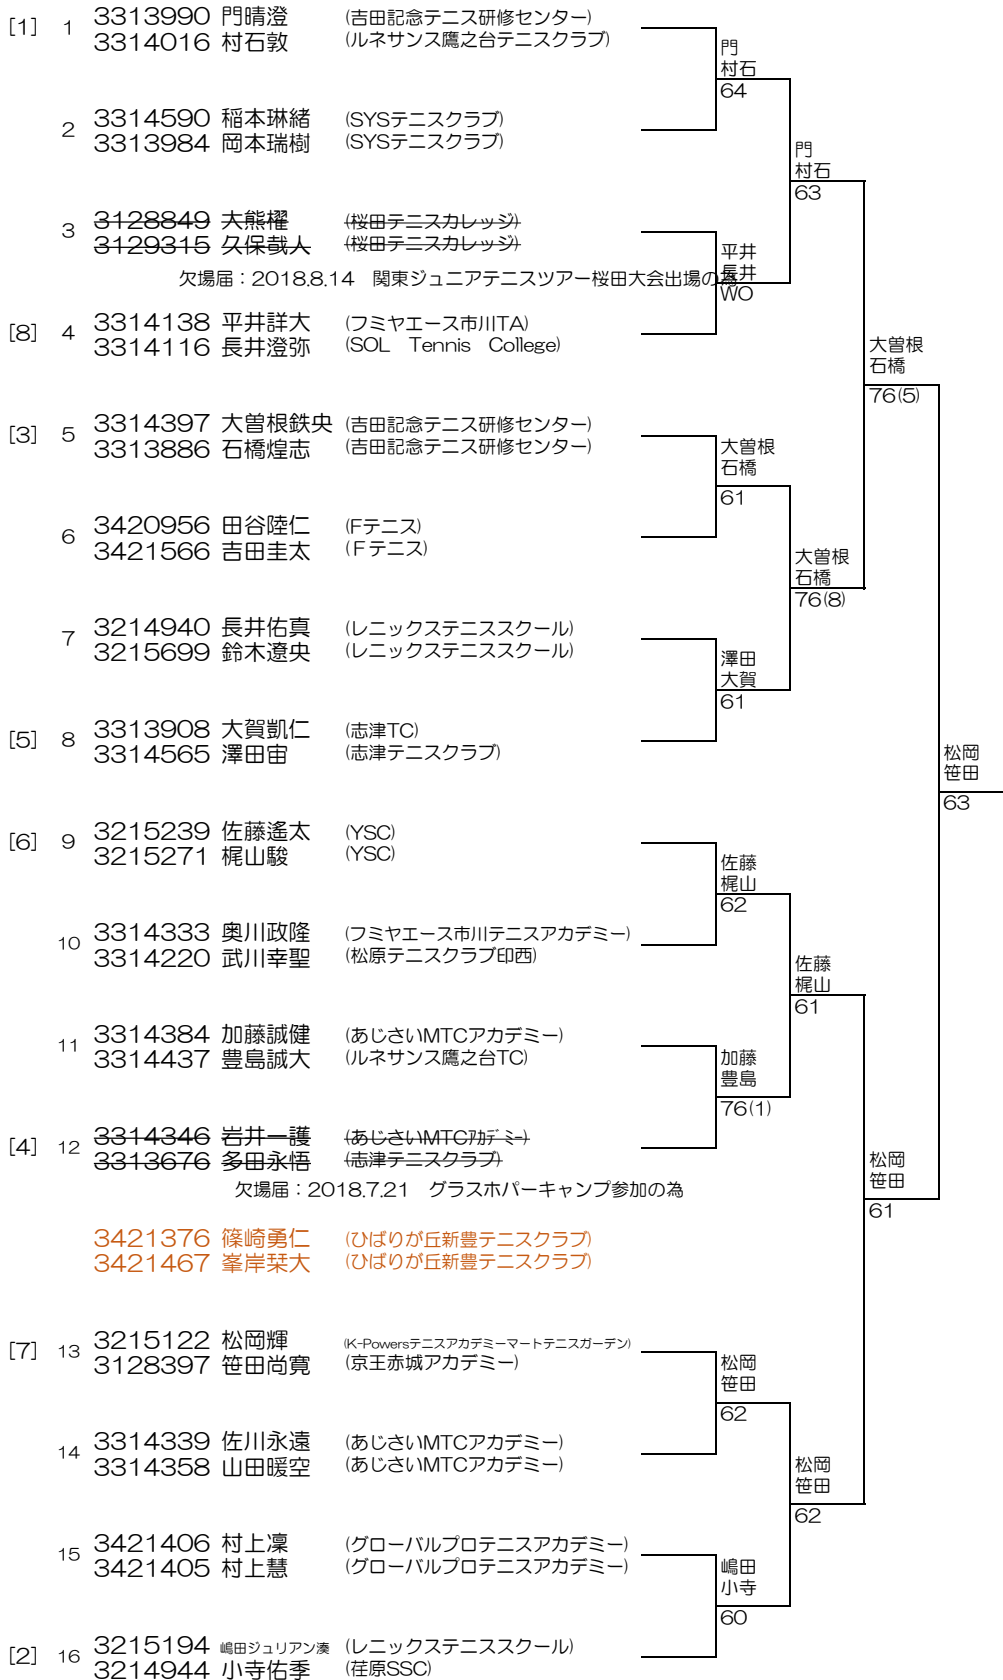 [1] 1 3313990 門晴澄 (吉田記念テニス研修センター)
3314016 村石敦 (ルネサンス鷹之台テニスクラブ)
門
村石
64
2 3314590 稲本琳緒 (SYSテニスクラブ)
3313984 岡本瑞樹 (SYSテニスクラブ)
門
村石
63
3 3128849 大熊櫂 (桜田テニスカレッジ)
3129315 久保哉人 (桜田テニスカレッジ)
平井
長井
WO
欠場届：2018.8.14 関東ジュニアテニスツアー桜田大会出場の為
[8] 4 3314138 平井詳大 (フミヤエース市川TA)
3314116 長井澄弥 (SOL Tennis College)
大曽根
石橋
76(5)
[3] 5 3314397 大曽根鉄央 (吉田記念テニス研修センター)
3313886 石橋煌志 (吉田記念テニス研修センター)
大曽根
石橋
61
6 3420956 田谷陸仁 (Fテニス)
3421566 吉田圭太 (Ｆテニス)
大曽根
石橋
76(8)
7 3214940 長井佑真 (レニックステニススクール)
3215699 鈴木遼央 (レニックステニススクール)
澤田
大賀
61
[5] 8 3313908 大賀凱仁 (志津TC)
3314565 澤田宙 (志津テニスクラブ)
松岡
笹田
63
[6] 9 3215239 佐藤遙太 (YSC)
3215271 梶山駿 (YSC)
佐藤
梶山
62
10 3314333 奥川政隆 (フミヤエース市川テニスアカデミー)
3314220 武川幸聖 (松原テニスクラブ印西)
佐藤
梶山
61
11 3314384 加藤誠健 (あじさいMTCアカデミー)
3314437 豊島誠大 (ルネサンス鷹之台TC)
加藤
豊島
76(1)
[4] 12 3314346 岩井一護 (あじさいMTCｱｶﾃﾞﾐｰ)
3313676 多田永悟 (志津テニスクラブ)
欠場届：2018.7.21 グラスホパーキャンプ参加の為
松岡
笹田
61
3421376 篠崎勇仁 (ひばりが丘新豊テニスクラブ)
3421467 峯岸栞大 (ひばりが丘新豊テニスクラブ)
[7] 13 3215122 松岡輝 (K-Powersテニスアカデミーマートテニスガーデン)
3128397 笹田尚寛 (京王赤城アカデミー)
松岡
笹田
62
14 3314339 佐川永遠 (あじさいMTCアカデミー)
3314358 山田暖空 (あじさいMTCアカデミー)
松岡
笹田
62
15 3421406 村上凜 (グローバルプロテニスアカデミー)
3421405 村上慧 (グローバルプロテニスアカデミー)
嶋田
小寺
60
[2] 16 3215194 嶋田ジュリアン湊 (レニックステニススクール)
3214944 小寺佑季 (荏原SSC)